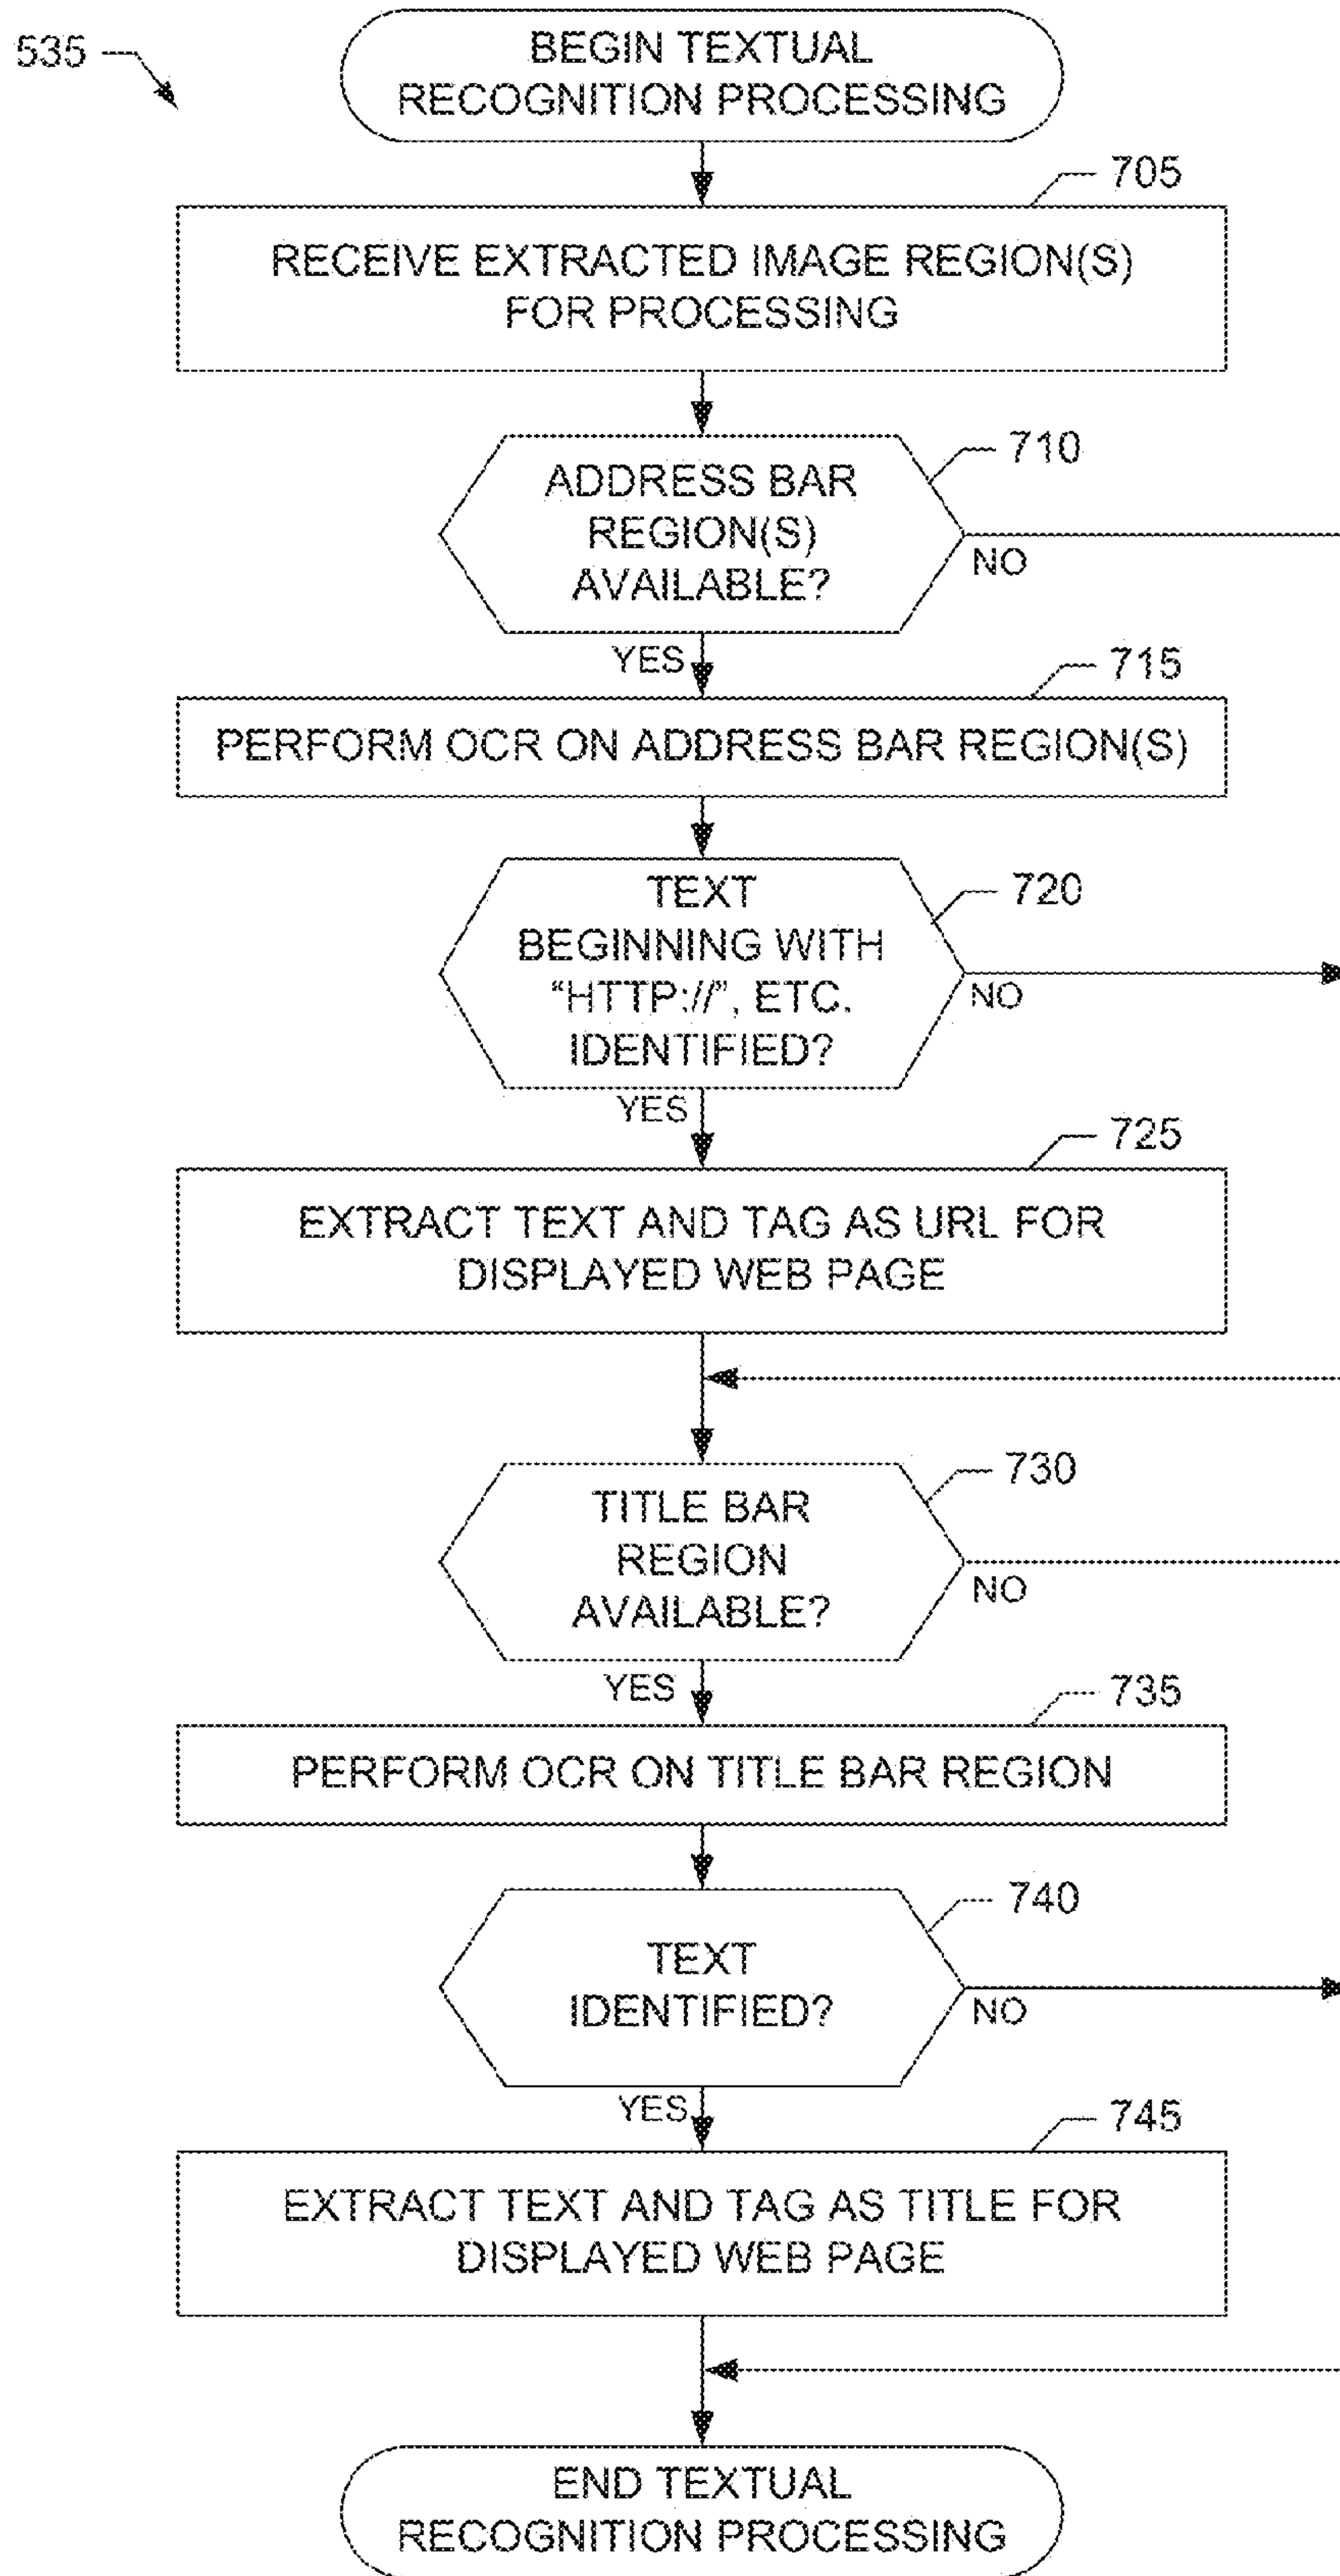 535
BEGIN TEXTUAL
RECOGNITION PROCESSING
705
RECEIVE EXTRACTED IMAGE REGION(S)
FOR PROCESSING
710
ADDRESS BAR
REGION(S)
AVAILABLE?
NO
YES
715
PERFORM OCR ON ADDRESS BAR REGION(S)
720
TEXT
BEGINNING WITH
“HTTP://”, ETC.
IDENTIFIED?
NO
YES
725
EXTRACT TEXT AND TAG AS URL FOR
DISPLAYED WEB PAGE
730
TITLE BAR
REGION
AVAILABLE?
NO
YES
735
PERFORM OCR ON TITLE BAR REGION
740
TEXT
IDENTIFIED?
NO
YES
745
EXTRACT TEXT AND TAG AS TITLE FOR
DISPLAYED WEB PAGE
END TEXTUAL
RECOGNITION PROCESSING